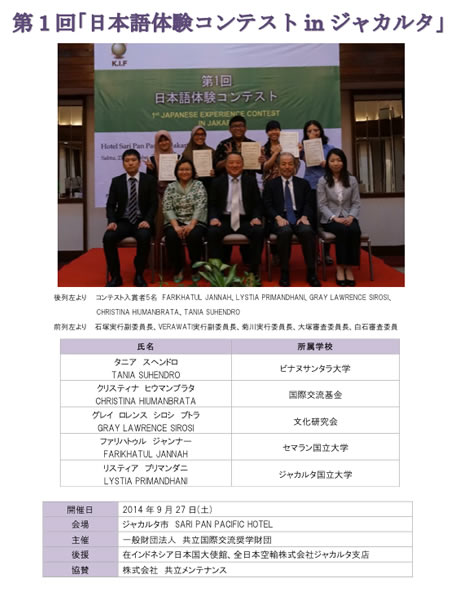 第1回｢日本語体験コンテスト in ジャカルタ｣
K.I.F
第1回
日本語体験コンテスト
1ST JAPANESE EXPERIENCE CONTEST
IN JAKAR
Hotel Sari Pan Pa
後列左より コンテスト入賞者5名 FARIKHATUL JANNAH、LYSTIA PRIMANDHANI、GRAY LAWRENCE SIROSI、
CHRISTINA HIUMANBRATA、TANIA SUHENDRO
前列左より 石塚実行副委員長、VERAWATI実行副委員長、菊川実行委員長、大塚審査委員長、白石審査委員
氏名 所属学校
タニア スヘンドロ
TANIA SUHENDRO
ビナヌサンタラ大学
クリスティナ ヒウマンブラタ
CHRISTINA HIUMANBRATA
国際交流基金
グレイ ロレンス シロシ プトラ
GRAY LAWRENCE SIROSI
文化研究会
ファリハトゥル ジャンナー
FARIKHATUL JANNAH
セマラン国立大学
リスティア プリマンダニ
LYSTIA PRIMANDHANI
ジャカルタ国立大学
開催日 2014年9月27日(土)
会場 ジャカルタ市 SARI PAN PACIFIC HOTEL
主催 一般財団法人 共立国際交流奨学財団
後援 在インドネシア日本国大使館、全日本空輸株式会社ジャカルタ支店
協賛 株式会社 共立メンテナンス